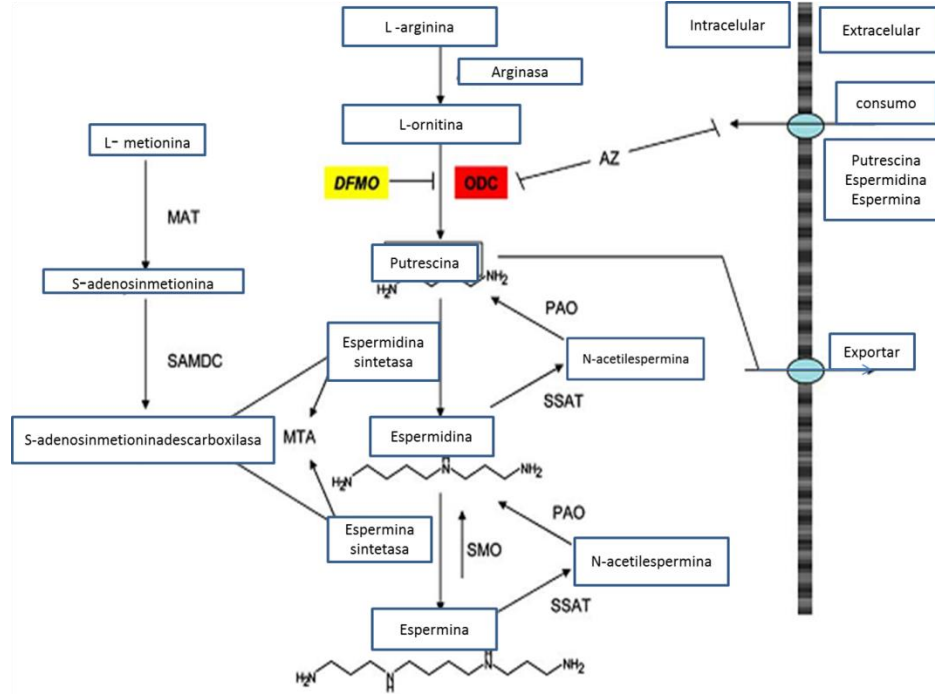 L -arginina
Intracelular
Extracelular
Arginasa
consumo
L-ornitina
L- metionina
AZ
DFMO
ODC
Putrescina
Espermidina
Espermina
MAT
Putrescina
H₂N
NH₂
S-adenosinmetionina
PAO
Espermidina
sintetasa
N-acetilespermina
Exportar
SAMDC
SSAT
S-adenosinmetioninadescarboxilasa
MTA
Espermidina
H₂N
N
H
NH₂
PAO
Espermina
sintetasa
SMO
N-acetilespermina
SSAT
Espermina
H₂N
N
H
H
N
NH₂